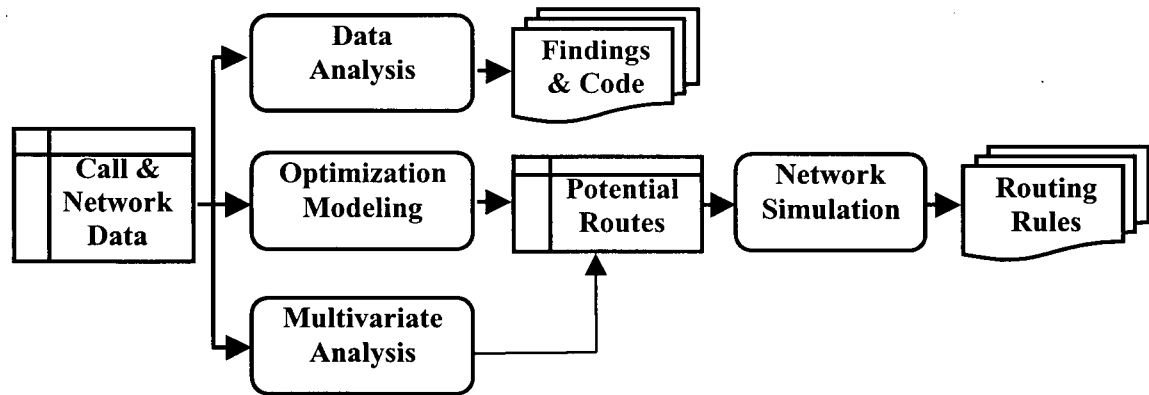 Data
Analysis
Findings
& Code
Call &
Network
Data
Optimization
Modeling
Potential
Routes
Network
Simulation
Routing
Rules
Multivariate
Analysis